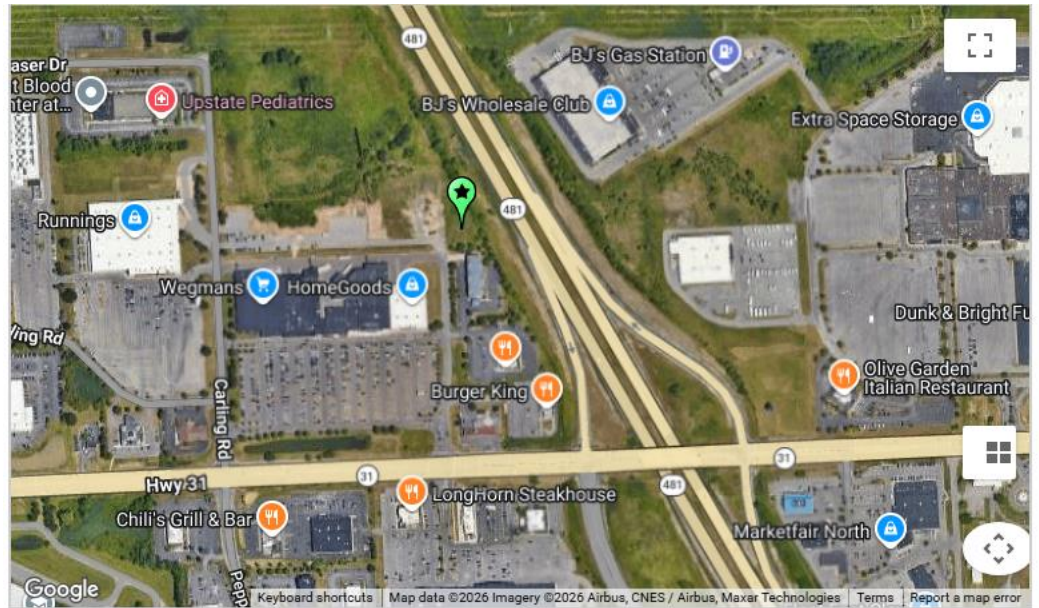 481
BJ's Gas Station
aser Dr
t Blood
nter at...
Upstate Pediatrics
BJ's Wholesale Club
Extra Space Storage
481
Runnings
Wegmans
HomeGoods
Dunk & Bright Fu
ling Rd
Olive Garden
Italian Restaurant
Burger King
Carling Rd
31
31
Hwy 31
481
LongHorn Steakhouse
Chili's Grill & Bar
Marketfair North
Pepp
Google
Keyboard shortcuts
Map data ©2026 Imagery ©2026 Airbus, CNES / Airbus, Maxar Technologies
Terms
Report a map error